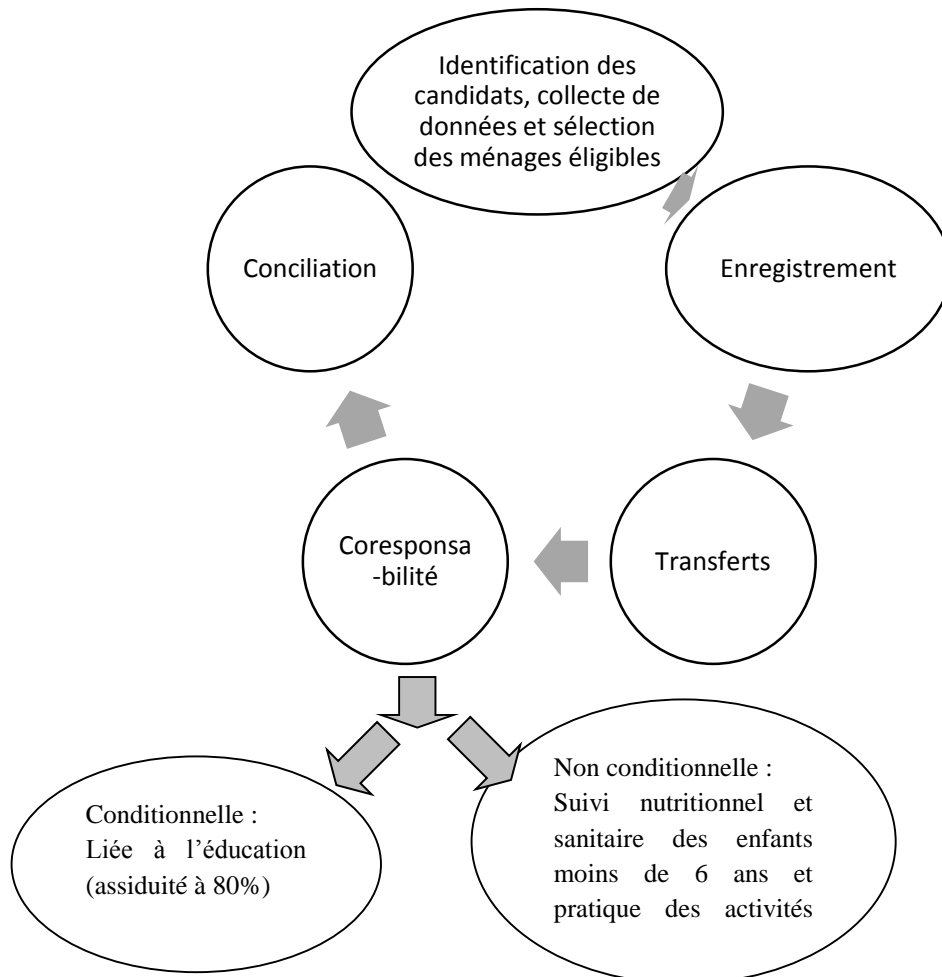 Identification des
candidats, collecte de
données et sélection
des ménages éligibles
Conciliation
Enregistrement
Coresponsa
-bilité
Transferts
Conditionnelle :
Liée à l’éducation
(assiduité à 80%)
Non conditionnelle :
Suivi nutritionnel et
sanitaire des enfants
moins de 6 ans et
pratique des activités